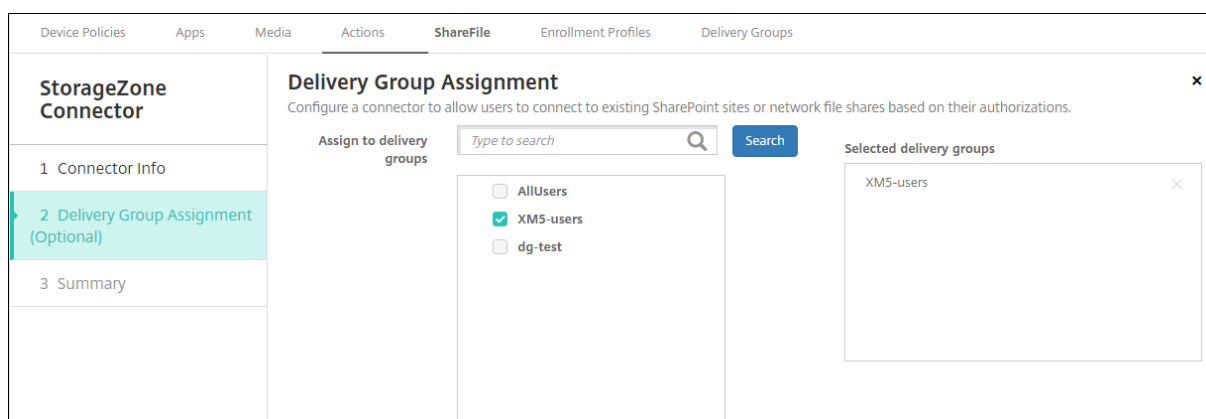 Device Policies Apps Media Actions ShareFile Enrollment Profiles Delivery Groups
StorageZone
Connector
1 Connector Info
2 Delivery Group Assignment
(Optional)
3 Summary
Delivery Group Assignment
Configure a connector to allow users to connect to existing SharePoint sites or network file shares based on their authorizations.
Assign to delivery
groups
Type to search
Search
AllUsers
XM5-users
dg-test
Selected delivery groups
XM5-users